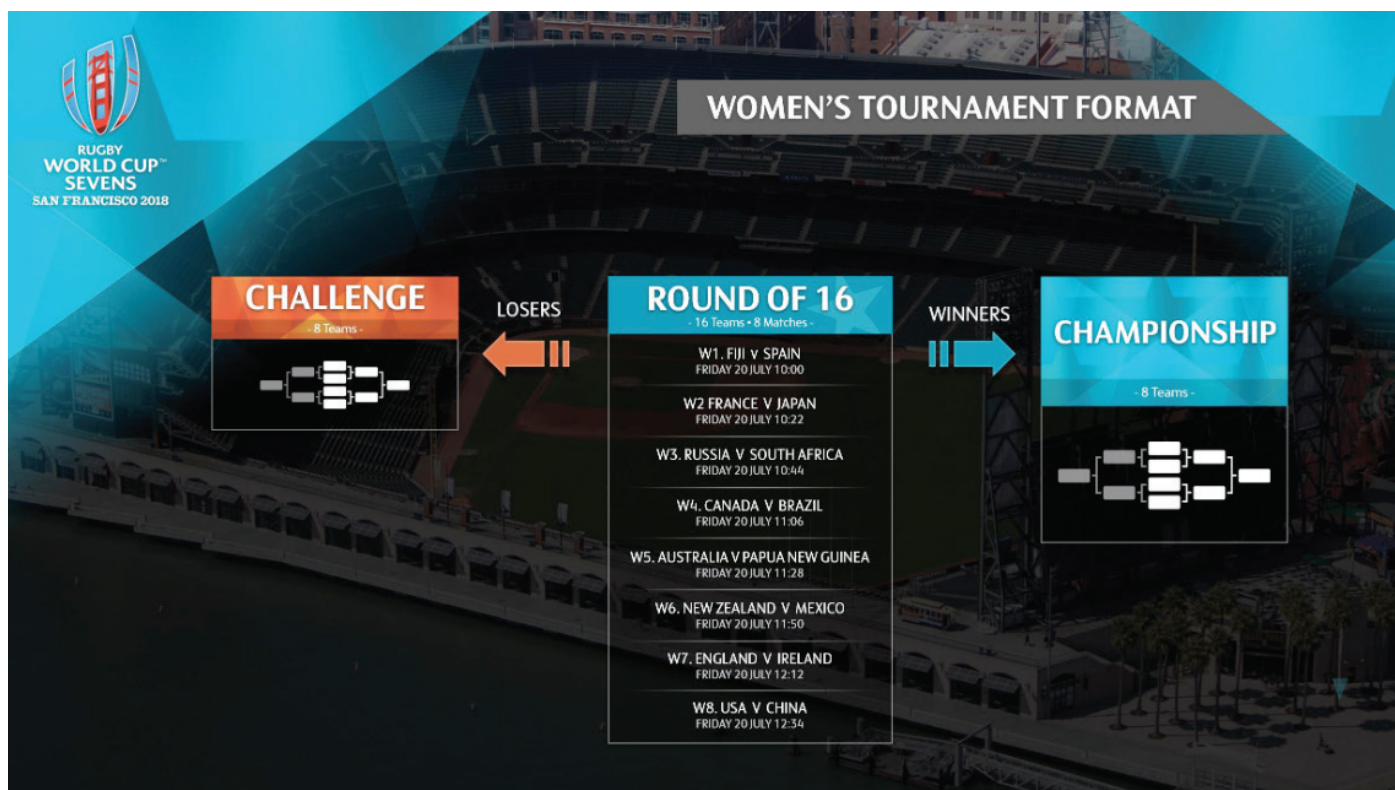 RUGBY
WORLD CUP™
SEVENS
SAN FRANCISCO 2018
WOMEN'S TOURNAMENT FORMAT
CHALLENGE
- 8 Teams -
LOSERS
ROUND OF 16
- 16 Teams • 8 Matches -
W1. FIJI v SPAIN
FRIDAY 20 JULY 10:00
W2 FRANCE V JAPAN
FRIDAY 20 JULY 10:22
W3. RUSSIA V SOUTH AFRICA
FRIDAY 20 JULY 10:44
W4. CANADA V BRAZIL
FRIDAY 20 JULY 11:06
W5. AUSTRALIA V PAPUA NEW GUINEA
FRIDAY 20 JULY 11:28
W6. NEW ZEALAND V MEXICO
FRIDAY 20 JULY 11:50
W7. ENGLAND V IRELAND
FRIDAY 20 JULY 12:12
W8. USA V CHINA
FRIDAY 20 JULY 12:34
WINNERS
CHAMPIONSHIP
- 8 Teams -